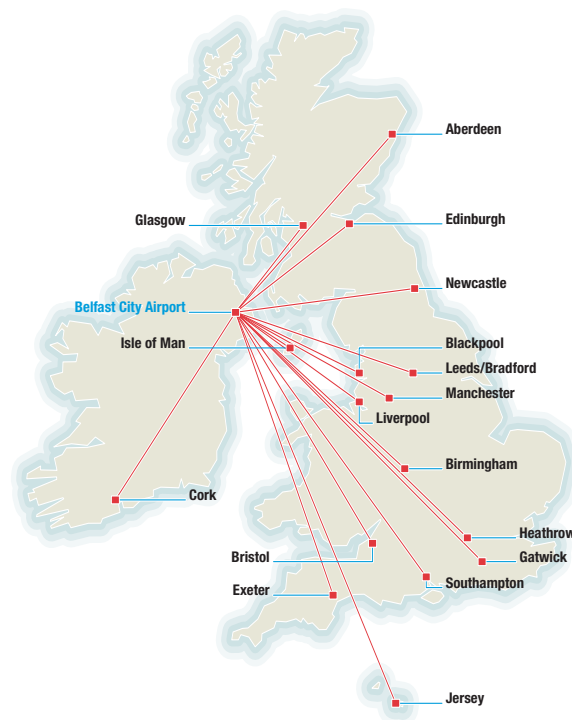 Aberdeen
Glasgow
Edinburgh
Newcastle
Belfast City Airport
Isle of Man
Blackpool
Leeds/Bradford
Manchester
Liverpool
Birmingham
Cork
Heathrow
Bristol
Gatwick
Southampton
Exeter
Jersey